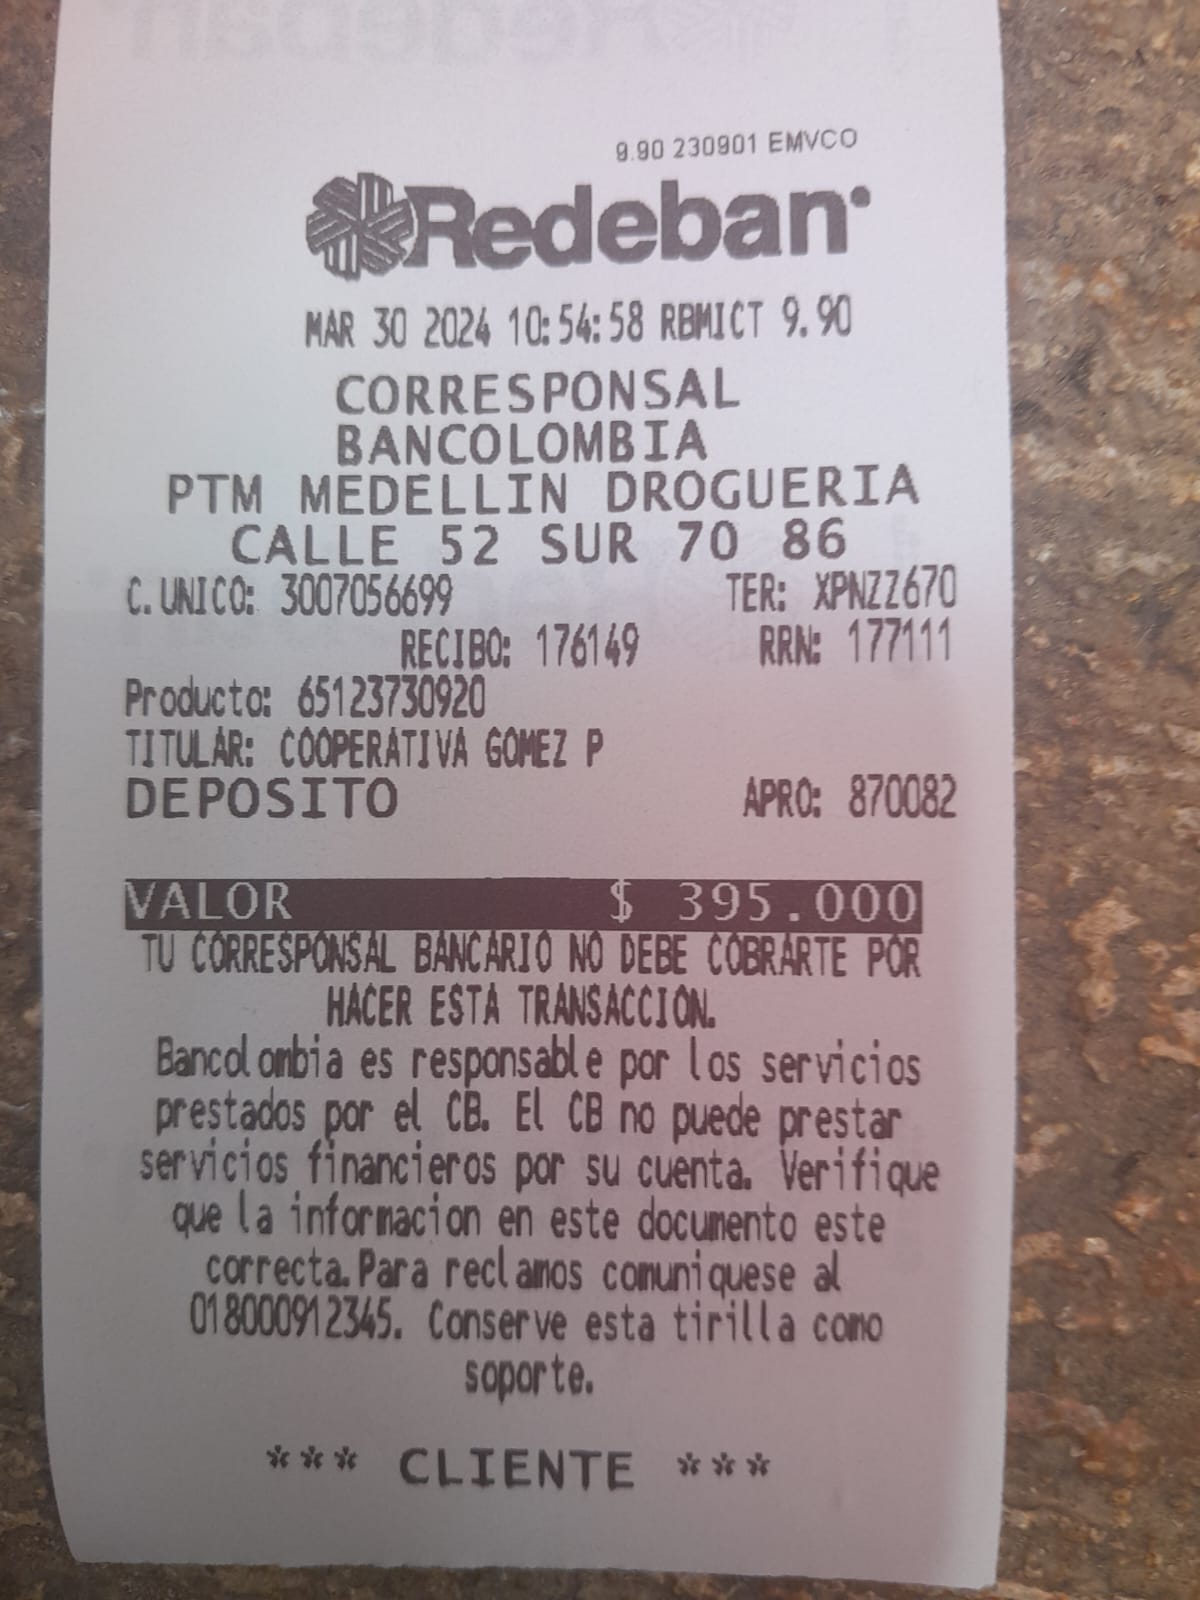 9.90 230901 EMVCO
Redeban
MAR 30 2024 10:54:58 RBMICT 9.90
CORRESPONSAL
BANCOLOMBIA
PTM MEDELLIN DROGUERIA
CALLE 52 SUR 70 86
C.UNICO: 3007056699 TER: XPNZZ670
RECIBO: 176149 RRN: 177111
Producto: 65123730920
TITULAR: COOPERATIVA GOMEZ P
DEPOSITO APRO: 870082
VALOR $ 395.000
TU CORRESPONSAL BANCARIO NO DEBE COBRARTE POR
HACER ESTA TRANSACCION.
Bancolombia es responsable por los servicios
prestados por el CB. El CB no puede prestar
servicios financieros por su cuenta. Verifique
que la informacion en este documento este
correcta.Para reclamos comuniquese al
018000912345. Conserve esta tirilla como
soporte.
*** CLIENTE ***